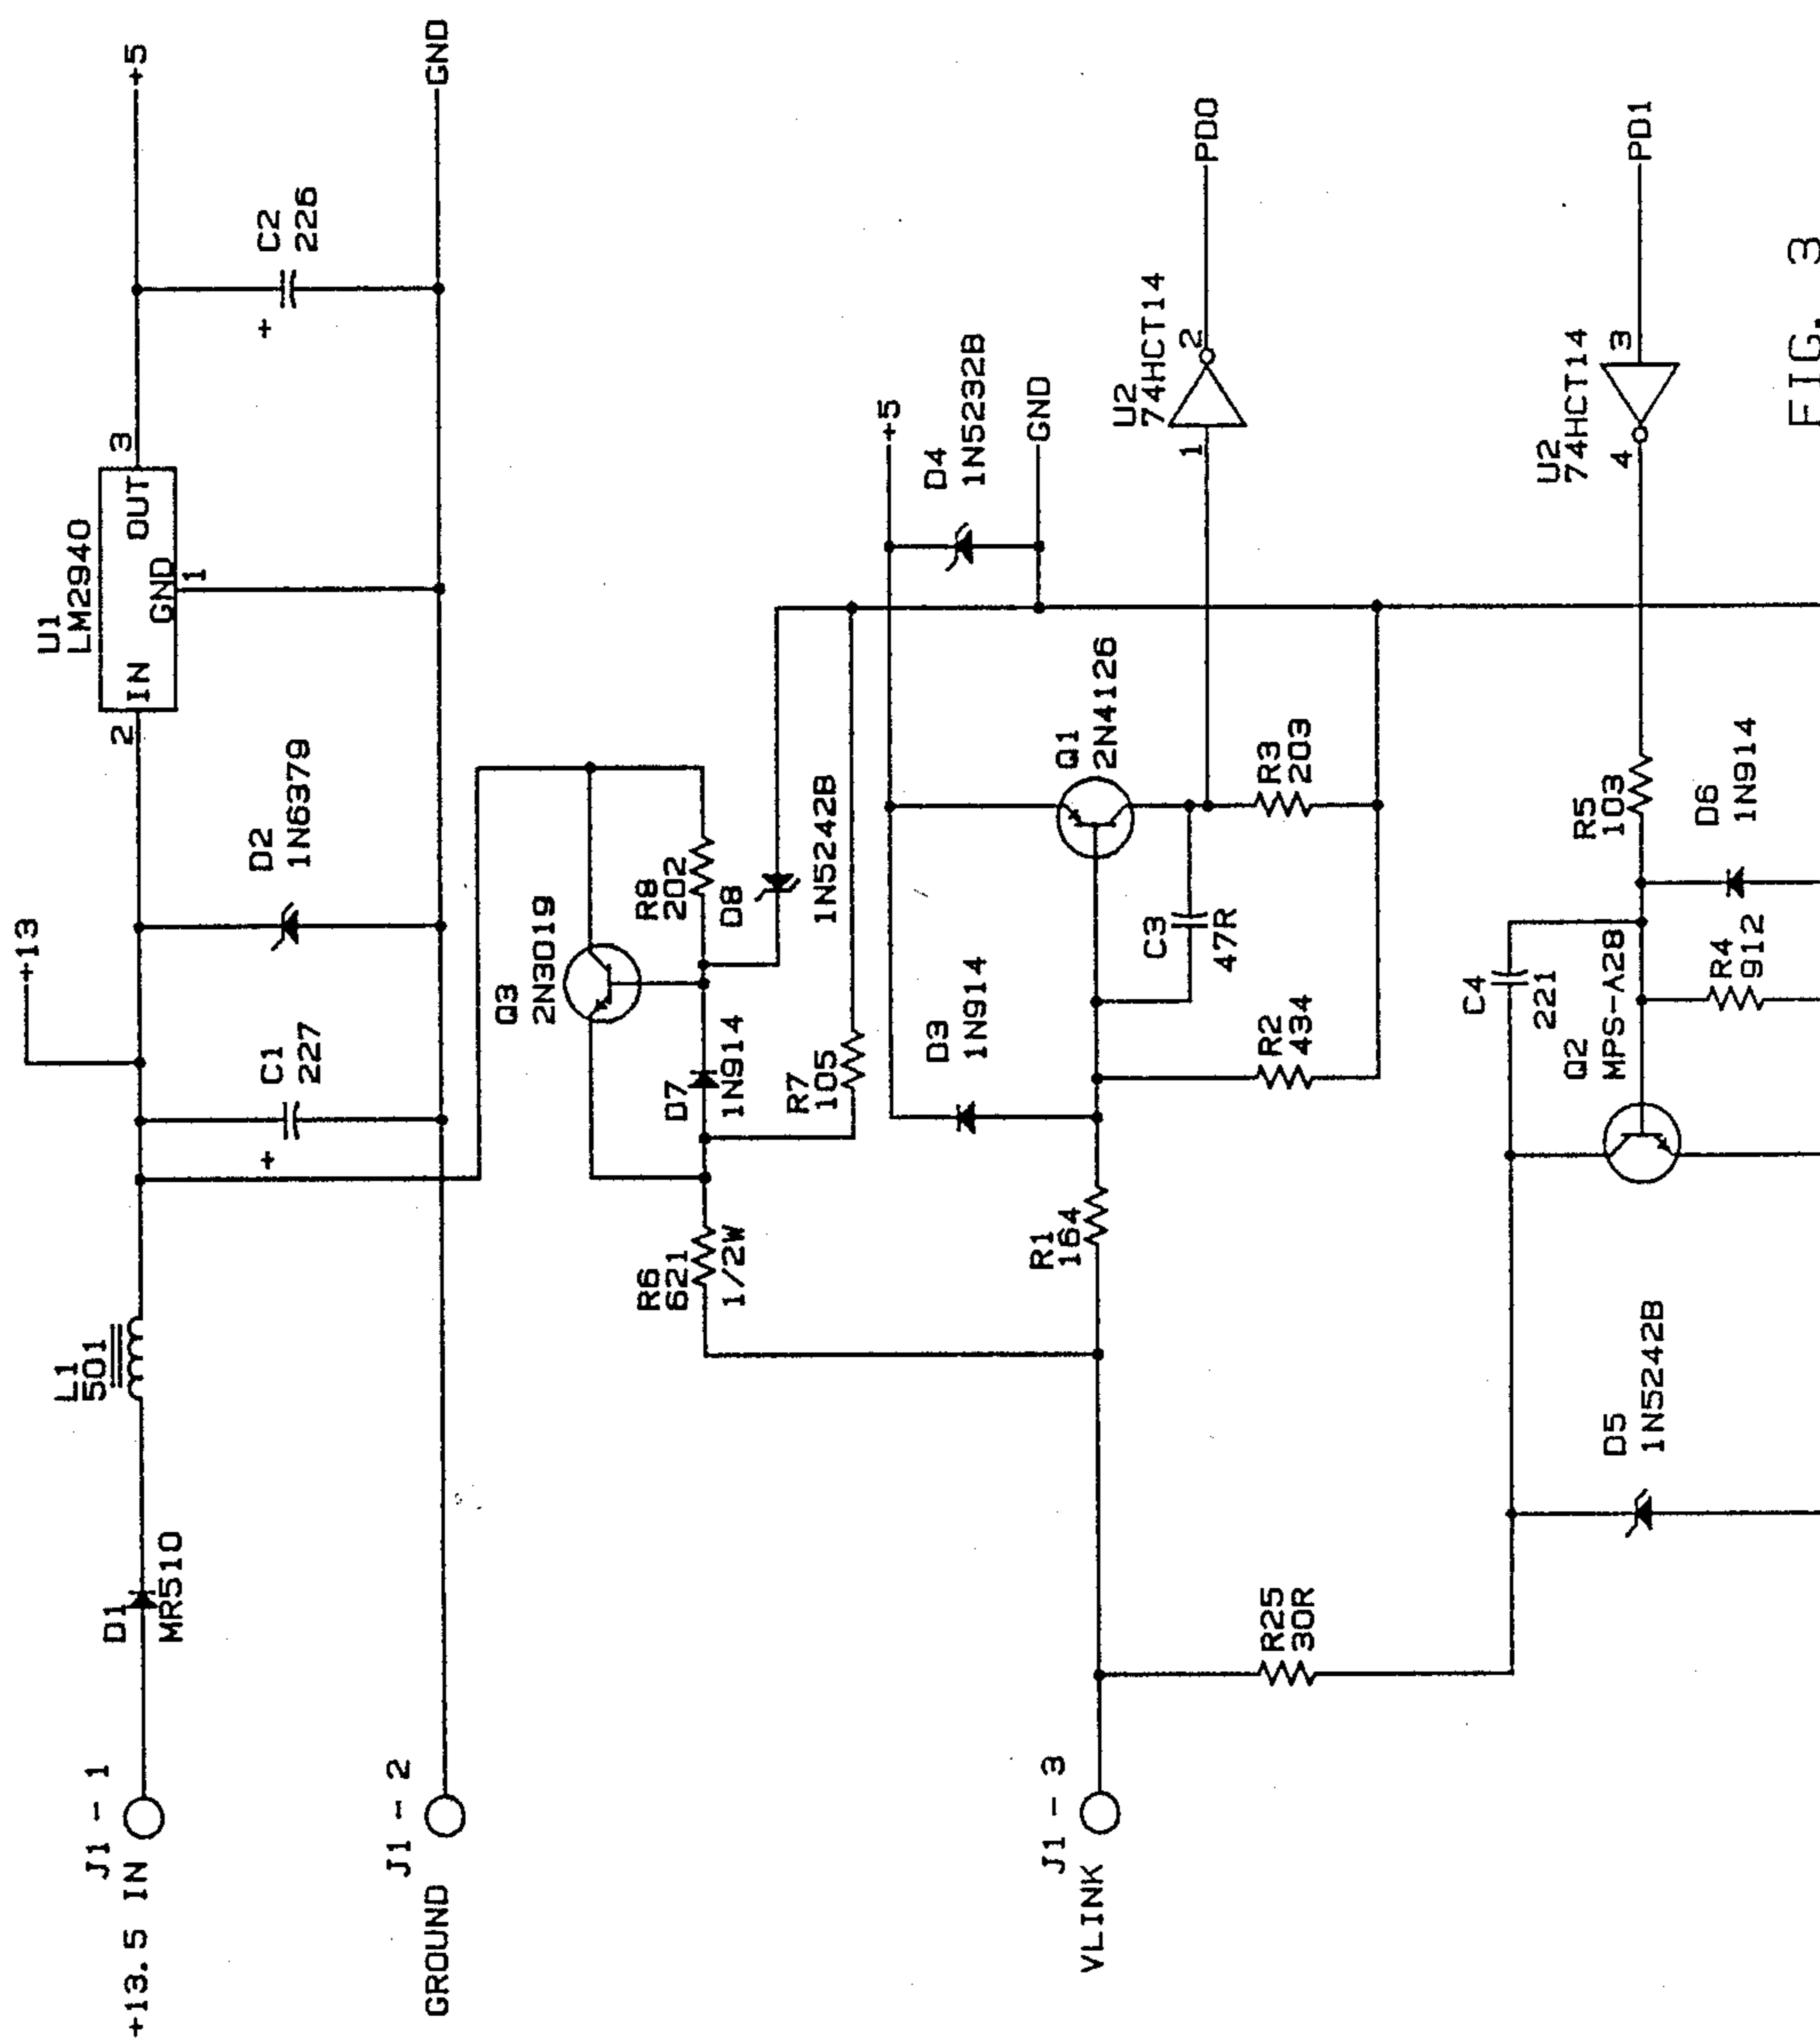 +13.5 IN
J1 - 1
D1
MR510
L1
501
+13
C1
227
+
D2
1N6379
U1
LM2940
2
IN
OUT
3
GND
1
+
C2
226
+5
GROUND
J1 - 2
GND
Q3
2N3019
R8
202
D8
1N5242B
D7
1N914
R7
105
R6
621
1/2W
+5
D4
1N5232B
GND
D3
1N914
Q1
2N4126
C3
47R
R1
164
R2
434
R3
203
U2
74HCT14
1
2
PD0
VLINK
J1 - 3
R25
30R
D5
1N5242B
C4
221
Q2
MPS-A28
R4
912
R5
103
D6
1N914
U2
74HCT14
4
3
PD1
FIG. 3